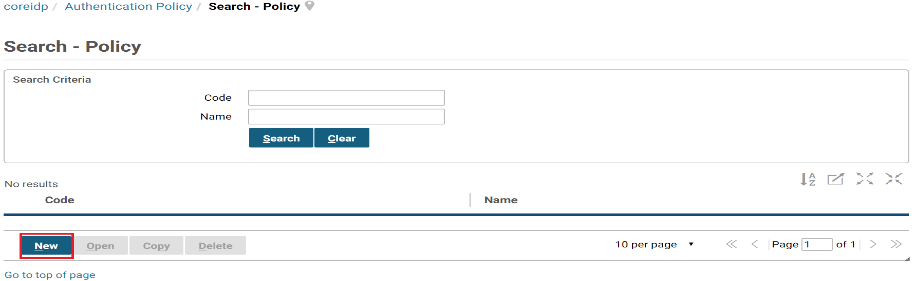 coreidp / Authentication Policy / Search - Policy
Search - Policy
Search Criteria
Code
Name
Search Clear
No results
Code Name
New Open Copy Delete 10 per page Page 1 of 1
Go to top of page